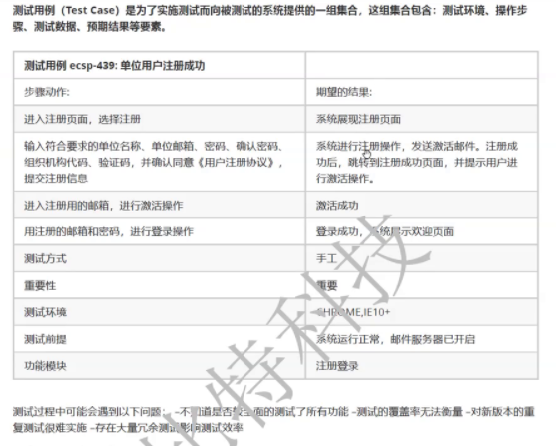 测试用例（Test Case）是为了实施测试而向被测试的系统提供的一组集合，这组集合包含：测试环境、操作步
骤、测试数据、预期结果等要素。
测试用例 ecsp-439: 单位用户注册成功
步骤动作: 期望的结果:
进入注册页面，选择注册 系统展现注册页面
输入符合要求的单位名称、单位邮箱、密码、确认密码、 系统进行注册操作，发送激活邮件。注册成
组织机构代码、验证码，并确认同意《用户注册协议》， 功后，跳转到注册成功页面，并提示用户进
提交注册信息 行激活操作。
进入注册用的邮箱，进行激活操作 激活成功
用注册的邮箱和密码，进行登录操作 登录成功，系统展示欢迎页面
测试方式 手工
重要性 重要
测试环境 CHROME,IE10+
测试前提 系统运行正常，邮件服务器已开启
功能模块 注册登录
测试过程中可能会遇到以下问题： –不知道是否较全面的测试了所有功能 –测试的覆盖率无法衡量 –对新版本的重
复测试很难实施 –存在大量冗余测试影响测试效率
比特科技